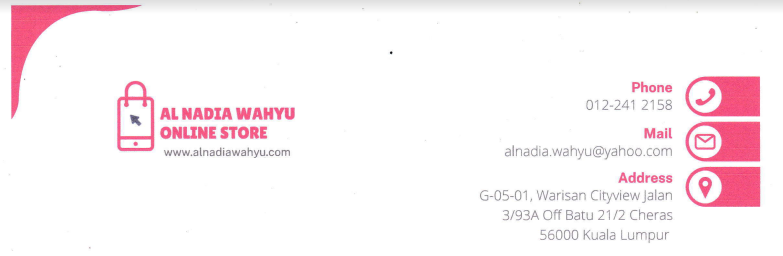 AL NADIA WAHYU
ONLINE STORE
www.alnadiawahyu.com
Phone
012-241 2158
Mail
alnadia.wahyu@yahoo.com
Address
G-05-01, Warisan Cityview Jalan
3/93A Off Batu 21/2 Cheras
56000 Kuala Lumpur